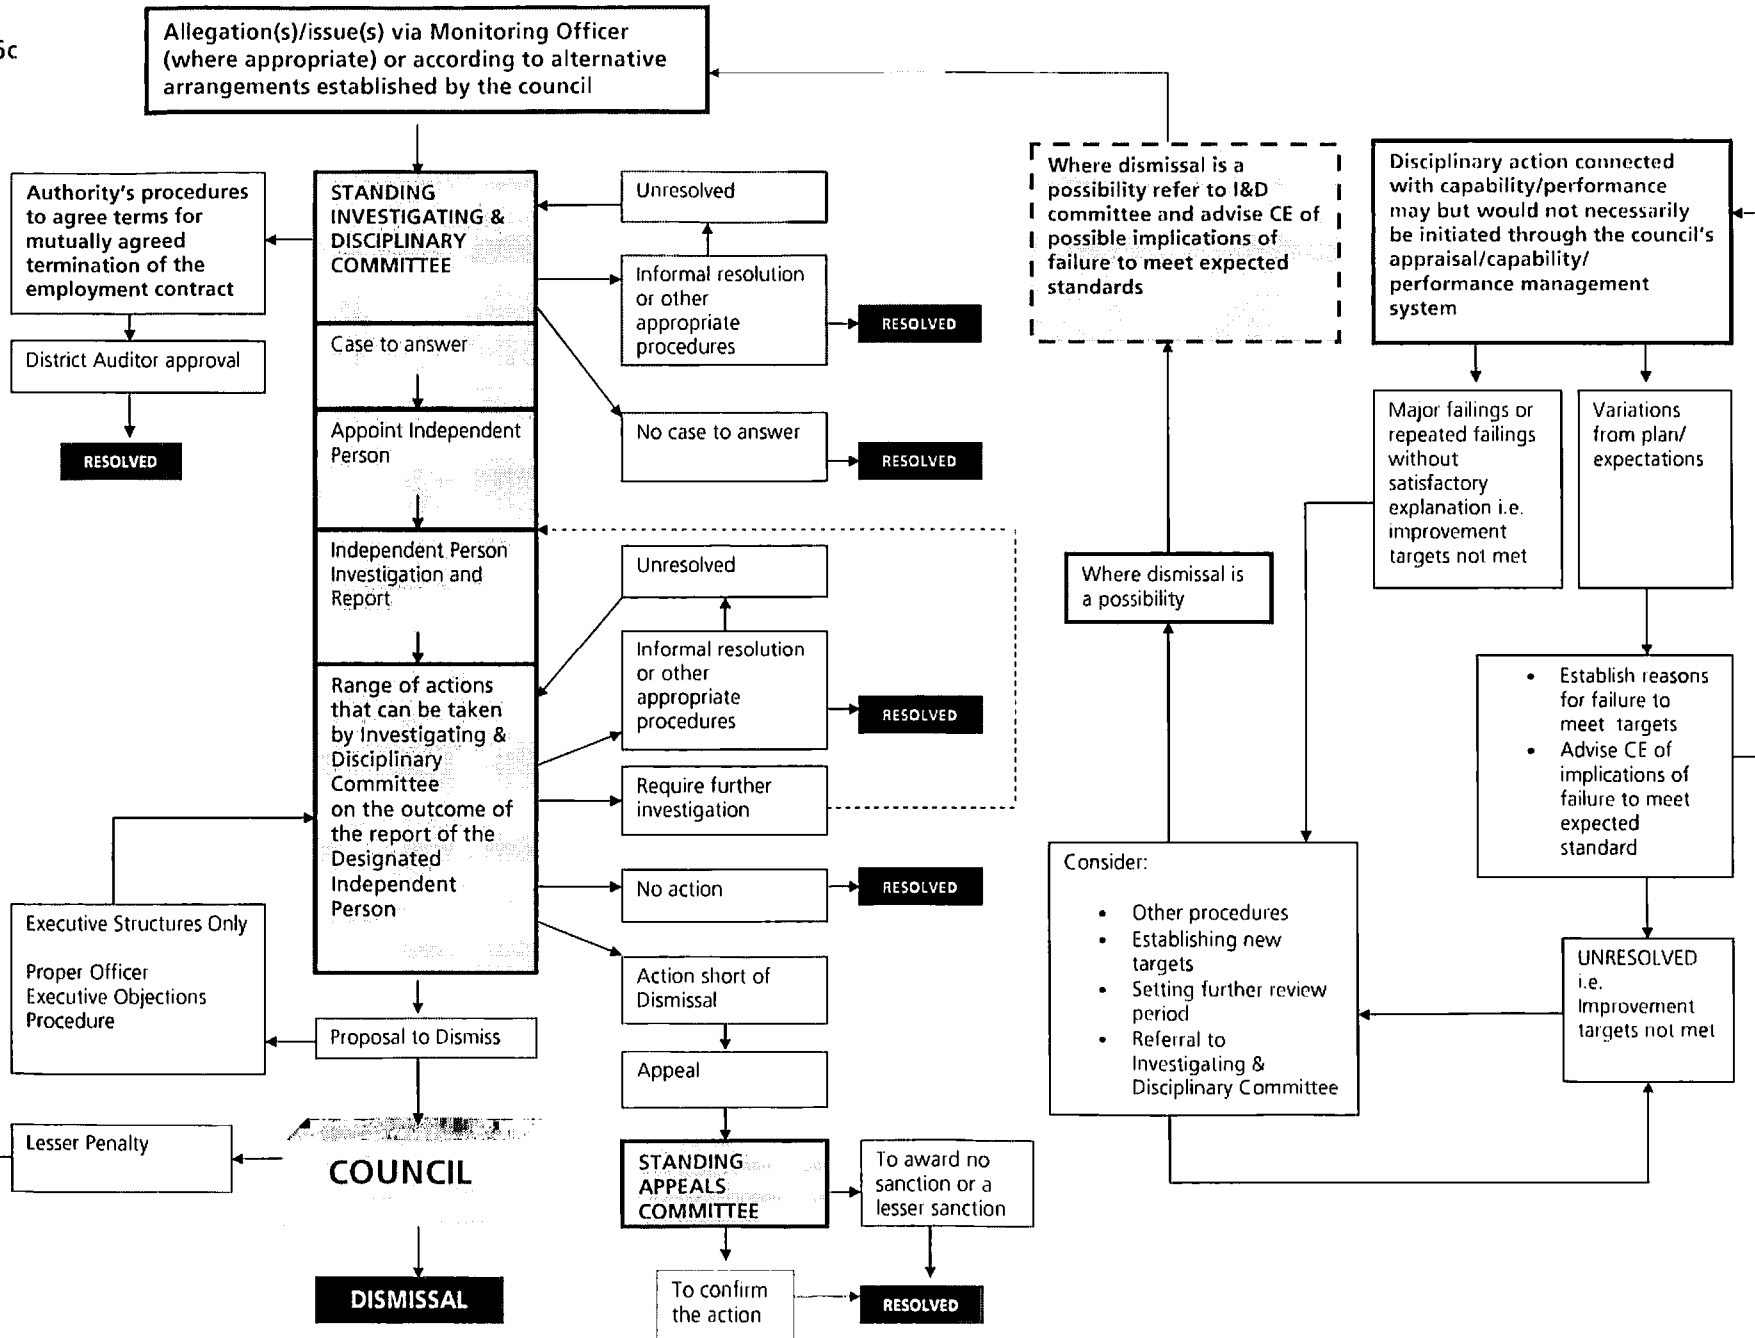 5c
Allegation(s)/issue(s) via Monitoring Officer
(where appropriate) or according to alternative
arrangements established by the council
Authority's procedures
to agree terms for
mutually agreed
termination of the
employment contract
District Auditor approval
RESOLVED
STANDING
INVESTIGATING &
DISCIPLINARY
COMMITTEE
Case to answer
Appoint Independent
Person
Independent Person
Investigation and
Report
Range of actions
that can be taken
by Investigating &
Disciplinary
Committee
on the outcome of
the report of the
Designated
Independent
Person
Unresolved
Informal resolution
or other
appropriate
procedures
RESOLVED
No case to answer
RESOLVED
Unresolved
Informal resolution
or other
appropriate
procedures
RESOLVED
Require further
investigation
No action
RESOLVED
Action short of
Dismissal
Appeal
STANDING
APPEALS
COMMITTEE
To award no
sanction or a
lesser sanction
To confirm
the action
RESOLVED
Executive Structures Only
Proper Officer
Executive Objections
Procedure
Proposal to Dismiss
Lesser Penalty
COUNCIL
DISMISSAL
Where dismissal is a
possibility refer to I&D
committee and advise CE of
possible implications of
failure to meet expected
standards
Where dismissal is
a possibility
Disciplinary action connected
with capability/performance
may but would not necessarily
be initiated through the council's
appraisal/capability/
performance management
system
Major failings or
repeated failings
without
satisfactory
explanation i.e.
improvement
targets not met
Variations
from plan/
expectations
• Establish reasons
for failure to
meet targets
• Advise CE of
implications of
failure to meet
expected
standard
Consider:
• Other procedures
• Establishing new
targets
• Setting further review
period
• Referral to
Investigating &
Disciplinary Committee
UNRESOLVED
i.e.
Improvement
targets not met